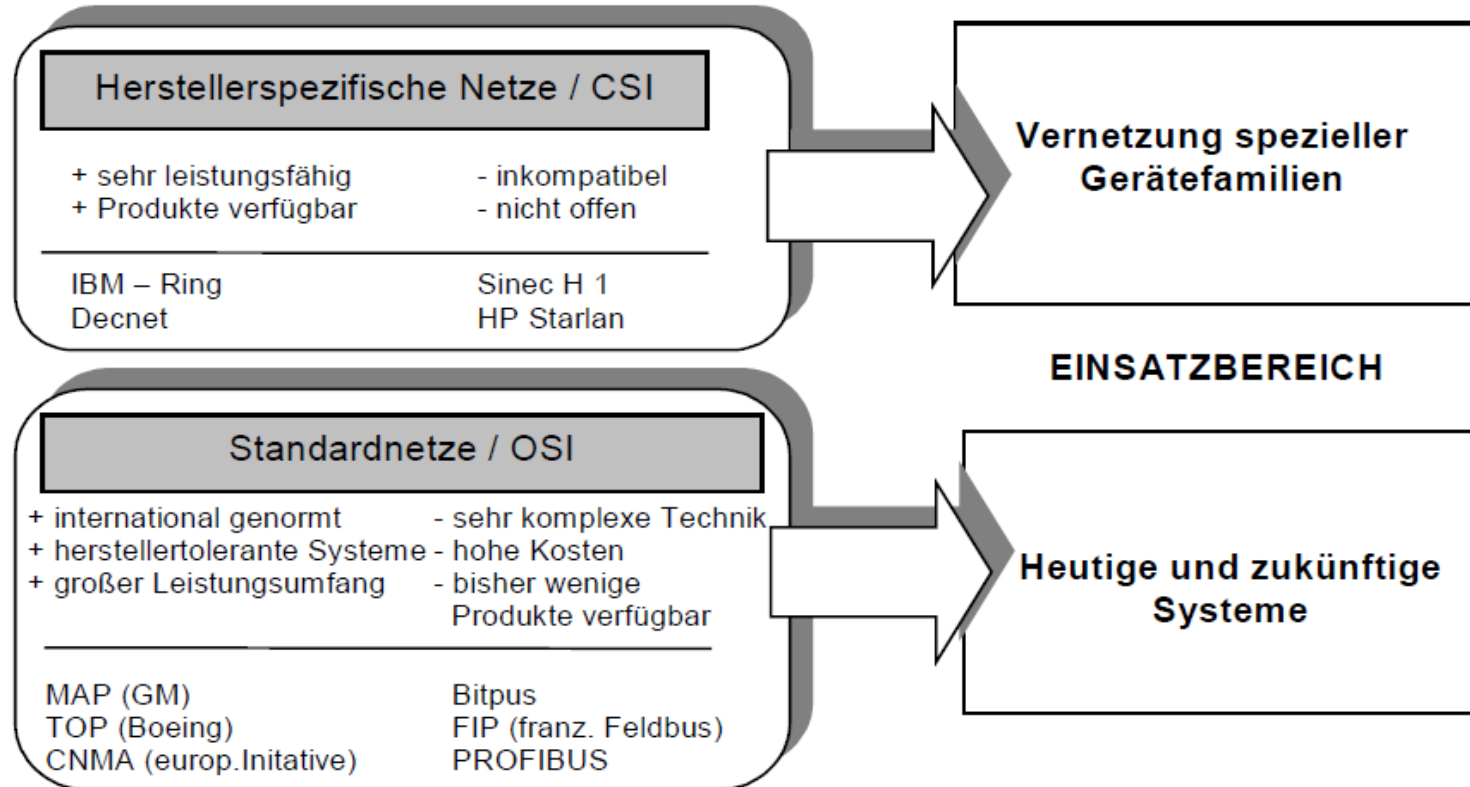 Herstellerspezifische Netze / CSI
+ sehr leistungsfähig - inkompatibel
+ Produkte verfügbar - nicht offen
IBM – Ring Sinec H 1
Decnet HP Starlan
Vernetzung spezieller
Gerätefamilien
EINSATZBEREICH
Standardnetze / OSI
+ international genormt - sehr komplexe Technik
+ herstellertolerante Systeme - hohe Kosten
+ großer Leistungsumfang - bisher wenige
Produkte verfügbar
MAP (GM) Bitpus
TOP (Boeing) FIP (franz. Feldbus)
CNMA (europ.Initative) PROFIBUS
Heutige und zukünftige
Systeme